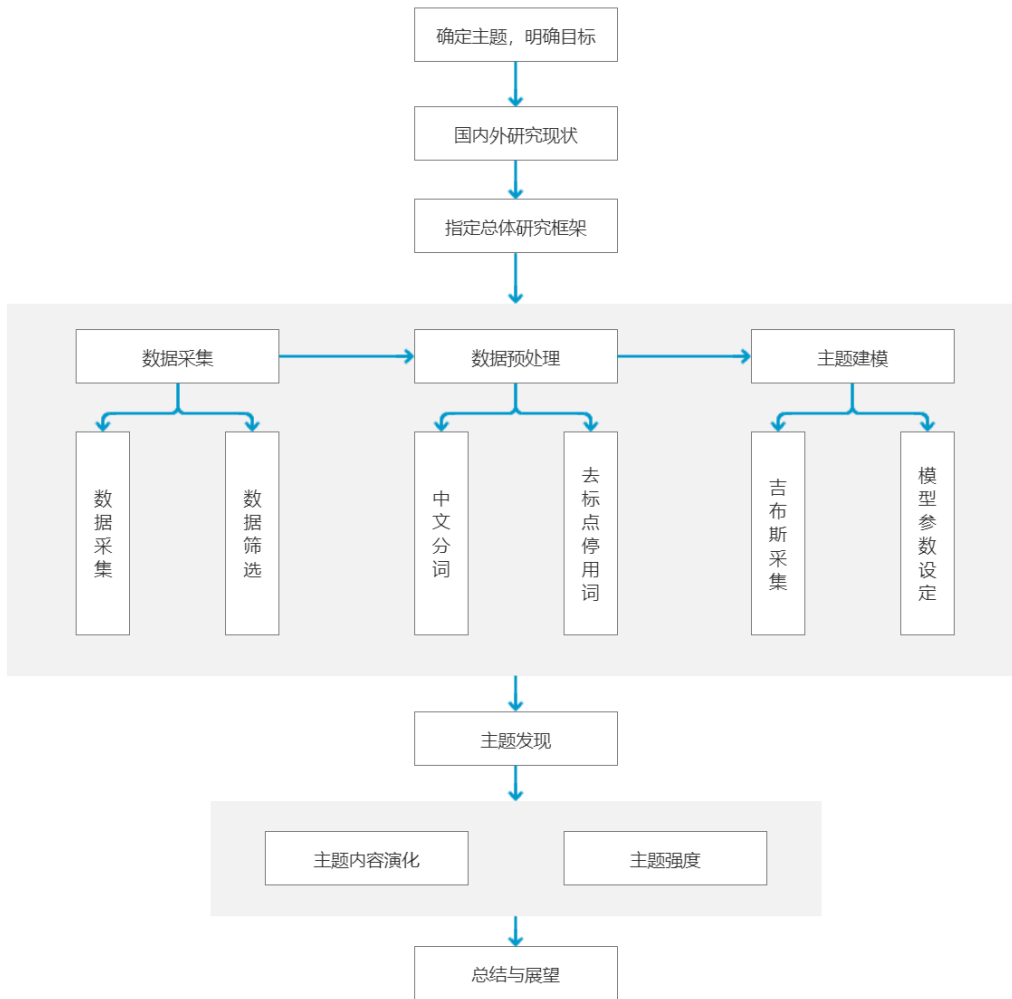 确定主题，明确目标
国内外研究现状
指定总体研究框架
数据采集
数据预处理
主题建模
数据采集
数据筛选
中文分词
去标点停用词
吉布斯采集
模型参数设定
主题发现
主题内容演化
主题强度
总结与展望